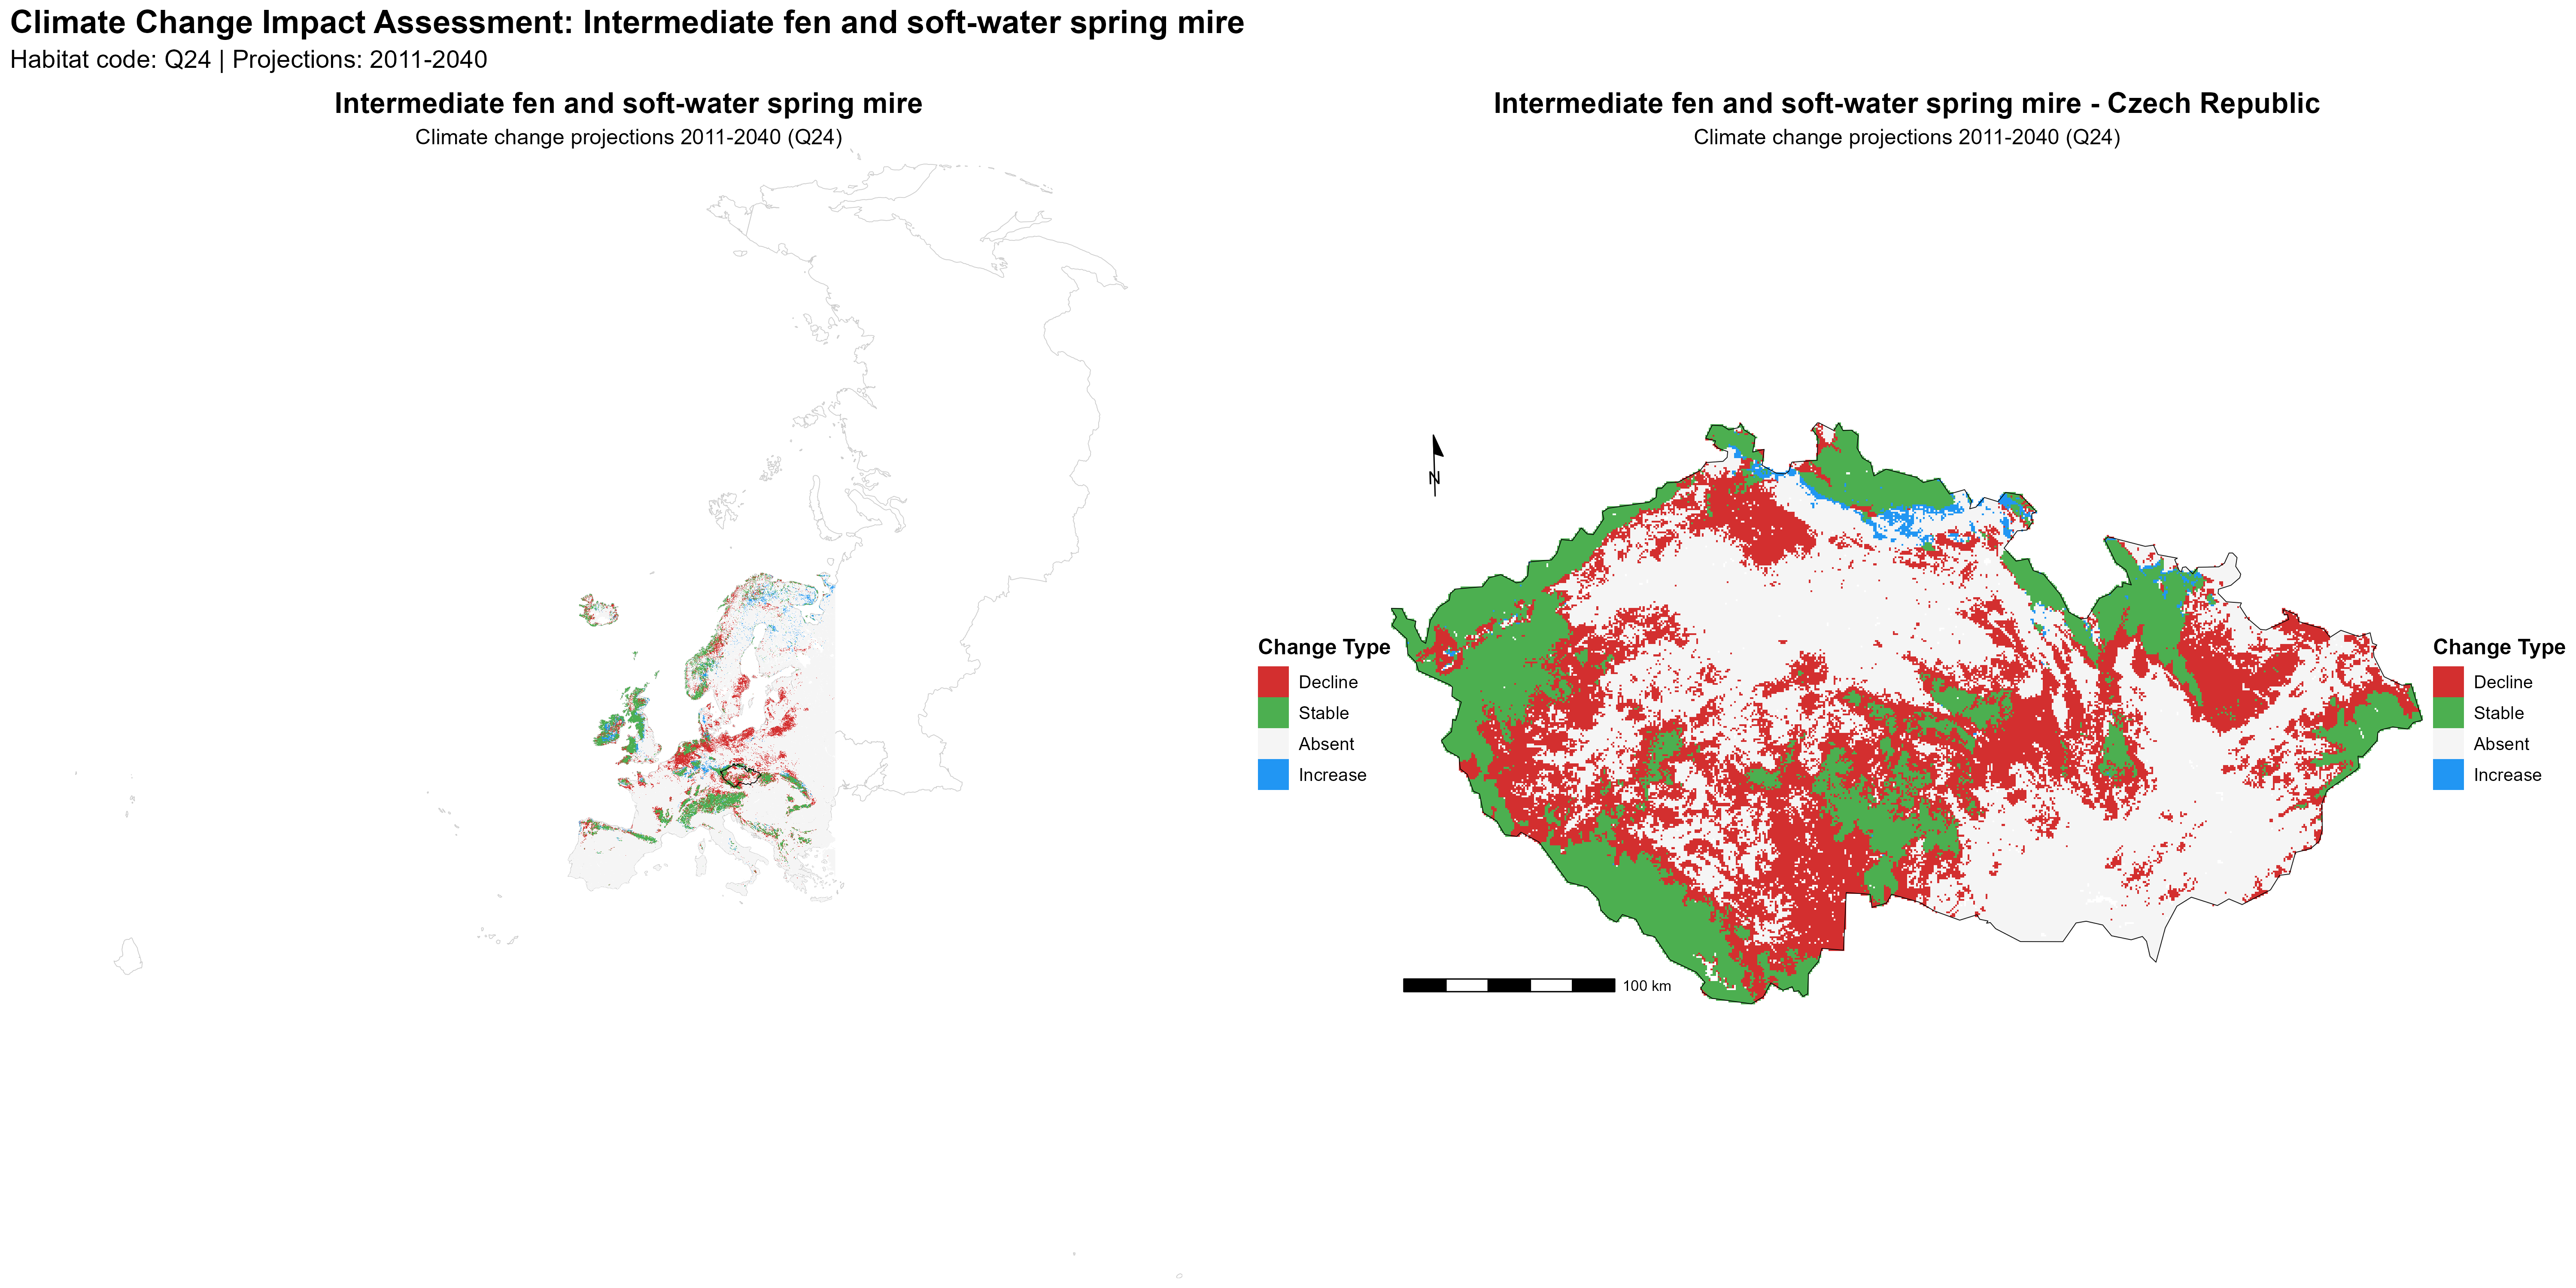 Climate Change Impact Assessment: Intermediate fen and soft-water spring mire
Habitat code: Q24 | Projections: 2011-2040
Intermediate fen and soft-water spring mire
Climate change projections 2011-2040 (Q24)
Change Type
Decline
Stable
Absent
Increase
Intermediate fen and soft-water spring mire - Czech Republic
Climate change projections 2011-2040 (Q24)
N
100 km
Change Type
Decline
Stable
Absent
Increase